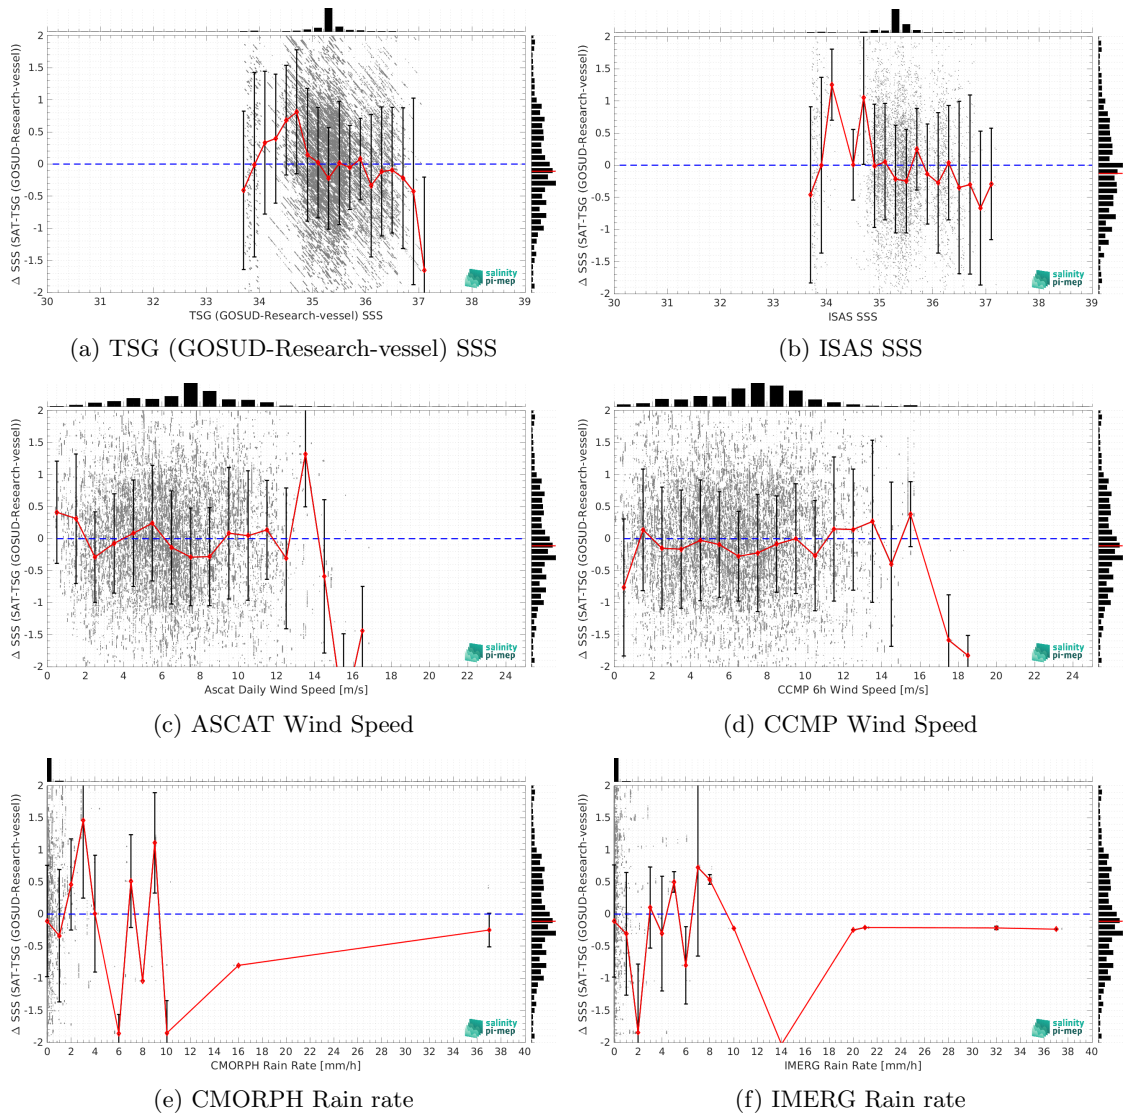 Δ SSS (SAT-TSG (GOSUD-Research-vessel))
2
1.5
1
0.5
0
-0.5
-1
-1.5
-2
30 31 32 33 34 35 36 37 38 39
TSG (GOSUD-Research-vessel) SSS
salinity
pi-mep
(a) TSG (GOSUD-Research-vessel) SSS
Δ SSS (SAT-TSG (GOSUD-Research-vessel))
2
1.5
1
0.5
0
-0.5
-1
-1.5
-2
30 31 32 33 34 35 36 37 38 39
ISAS SSS
salinity
pi-mep
(b) ISAS SSS
Δ SSS (SAT-TSG (GOSUD-Research-vessel))
2
1.5
1
0.5
0
-0.5
-1
-1.5
-2
0 2 4 6 8 10 12 14 16 18 20 22 24
Ascat Daily Wind Speed [m/s]
salinity
pi-mep
(c) ASCAT Wind Speed
Δ SSS (SAT-TSG (GOSUD-Research-vessel))
2
1.5
1
0.5
0
-0.5
-1
-1.5
-2
0 2 4 6 8 10 12 14 16 18 20 22 24
CCMP 6h Wind Speed [m/s]
salinity
pi-mep
(d) CCMP Wind Speed
Δ SSS (SAT-TSG (GOSUD-Research-vessel))
2
1.5
1
0.5
0
-0.5
-1
-1.5
-2
0 2 4 6 8 10 12 14 16 18 20 22 24 26 28 30 32 34 36 38 40
CMORPH Rain Rate [mm/h]
salinity
pi-mep
(e) CMORPH Rain rate
Δ SSS (SAT-TSG (GOSUD-Research-vessel))
2
1.5
1
0.5
0
-0.5
-1
-1.5
-2
0 2 4 6 8 10 12 14 16 18 20 22 24 26 28 30 32 34 36 38 40
IMERG Rain Rate [mm/h]
salinity
pi-mep
(f) IMERG Rain rate